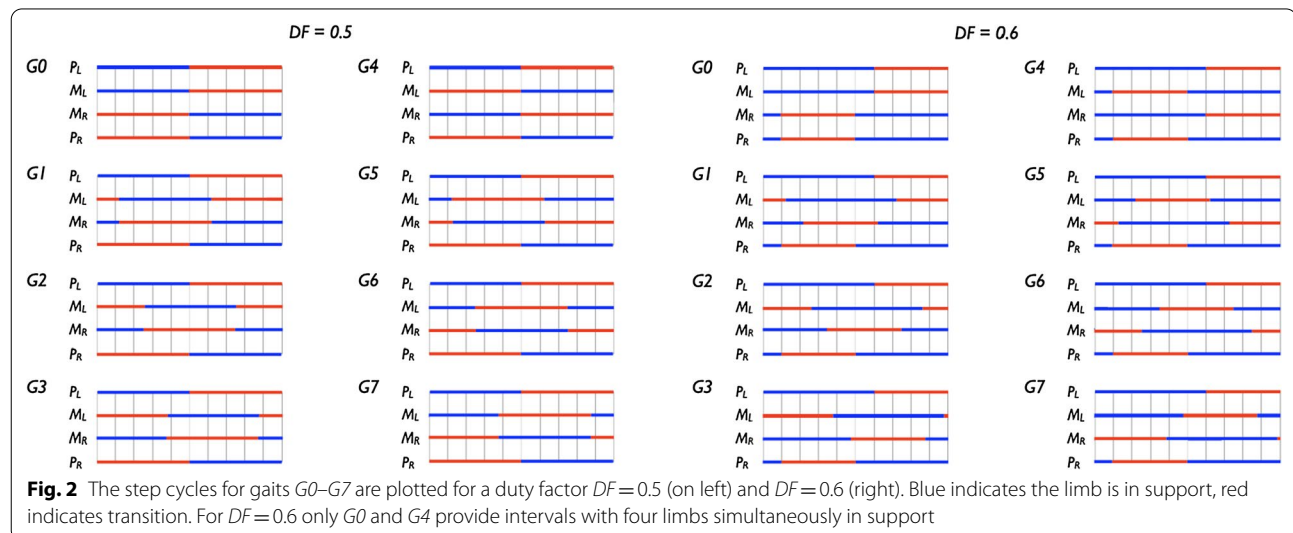 DF = 0.5 DF = 0.6
G0 PL G4 PL G0 PL G4 PL
ML ML ML ML
MR MR MR MR
PR PR PR PR
G1 PL G5 PL G1 PL G5 PL
ML ML ML ML
MR MR MR MR
PR PR PR PR
G2 PL G6 PL G2 PL G6 PL
ML ML ML ML
MR MR MR MR
PR PR PR PR
G3 PL G7 PL G3 PL G7 PL
ML ML ML ML
MR MR MR MR
PR PR PR PR
Fig. 2 The step cycles for gaits G0–G7 are plotted for a duty factor DF = 0.5 (on left) and DF = 0.6 (right). Blue indicates the limb is in support, red
indicates transition. For DF = 0.6 only G0 and G4 provide intervals with four limbs simultaneously in support